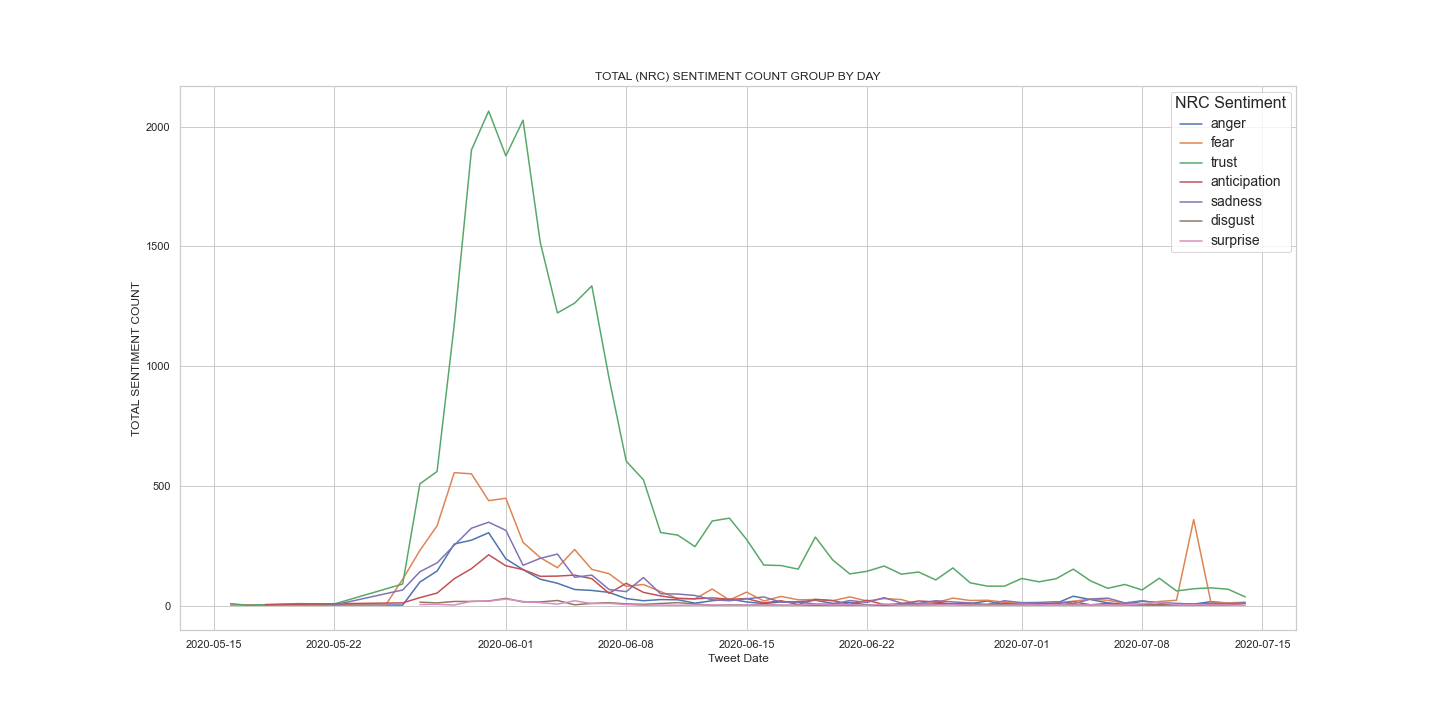 TOTAL (NRC) SENTIMENT COUNT GROUP BY DAY
NRC Sentiment
anger
fear
trust
anticipation
sadness
disgust
surprise
TOTAL SENTIMENT COUNT
2000
1500
1000
500
0
2020-05-15 2020-05-22 2020-06-01 2020-06-08 2020-06-15 2020-06-22 2020-07-01 2020-07-08 2020-07-15
Tweet Date